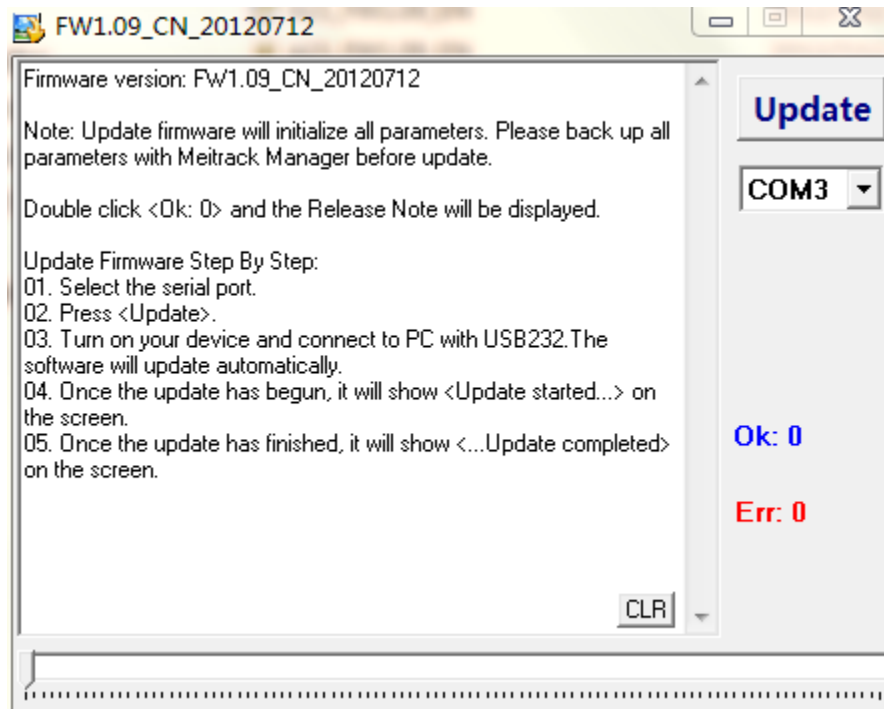 FW1.09_CN_20120712
Firmware version: FW1.09_CN_20120712
Note: Update firmware will initialize all parameters. Please back up all
parameters with Meitrack Manager before update.
Double click <Ok: 0> and the Release Note will be displayed.
Update Firmware Step By Step:
01. Select the serial port.
02. Press <Update>.
03. Turn on your device and connect to PC with USB232.The
software will update automatically.
04. Once the update has begun, it will show <Update started...> on
the screen.
05. Once the update has finished, it will show <...Update completed>
on the screen.
CLR
Update
COM3
Ok: 0
Err: 0